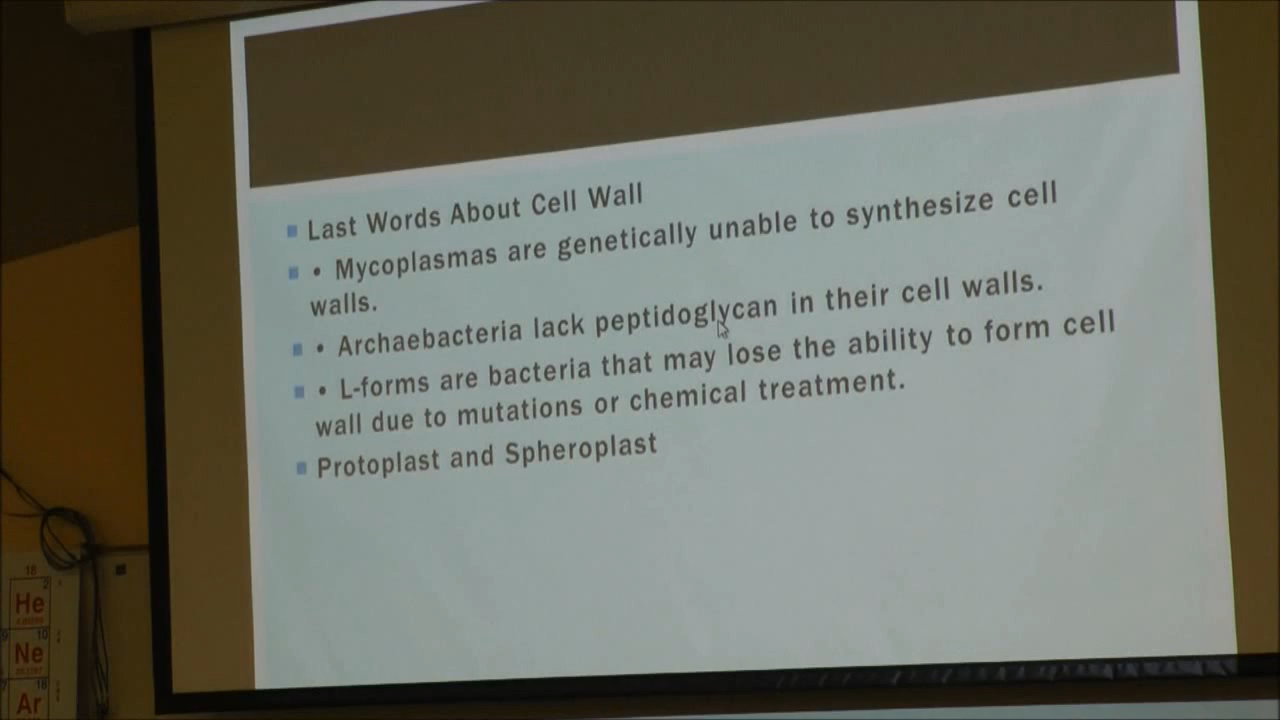 Last Words About Cell Wall
• Mycoplasmas are genetically unable to synthesize cell
walls.
• Archaebacteria lack peptidoglycan in their cell walls.
• L-forms are bacteria that may lose the ability to form cell
wall due to mutations or chemical treatment.
Protoplast and Spheroplast
18
2
He
10
Ne
18
Ar